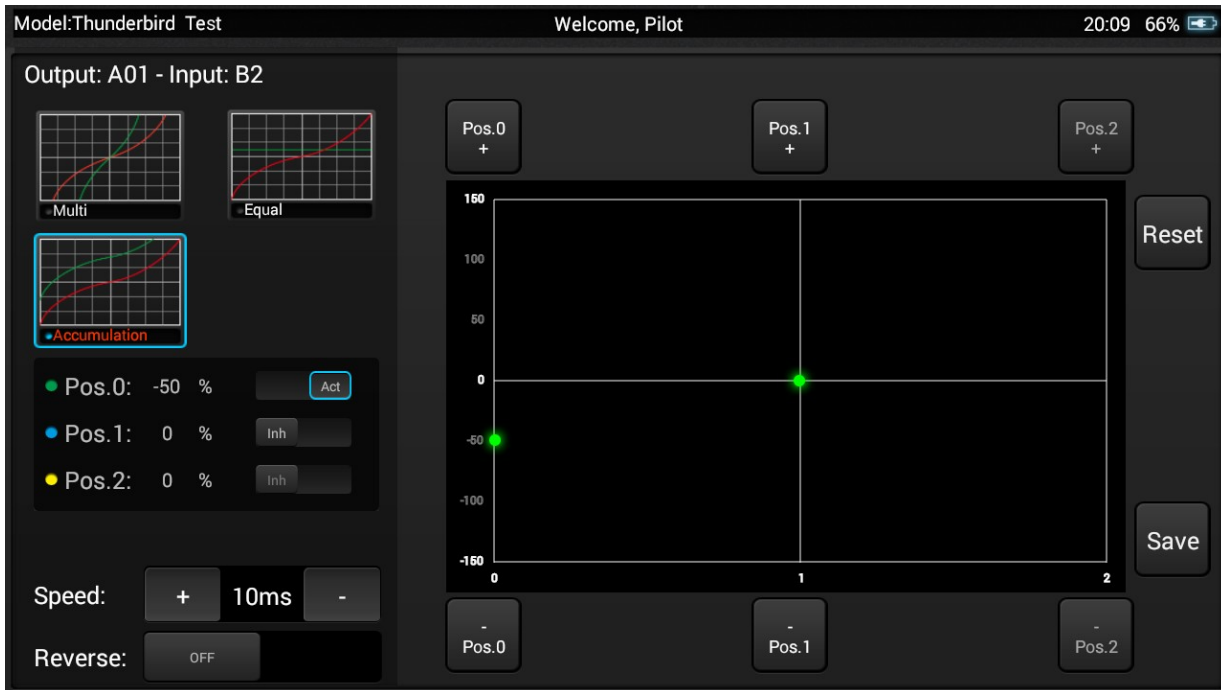 Model:Thunderbird Test
Welcome, Pilot
20:09 66%
Output: A01 - Input: B2
Multi
Equal
Accumulation
Pos.0: -50 % Act
Pos.1: 0 % Inh
Pos.2: 0 % Inh
Speed: + 10ms -
Reverse: OFF
Pos.0
+
Pos.1
+
Pos.2
+
150
100
50
0
-50
-100
-150
0 1 2
Reset
Save
-
Pos.0
-
Pos.1
-
Pos.2